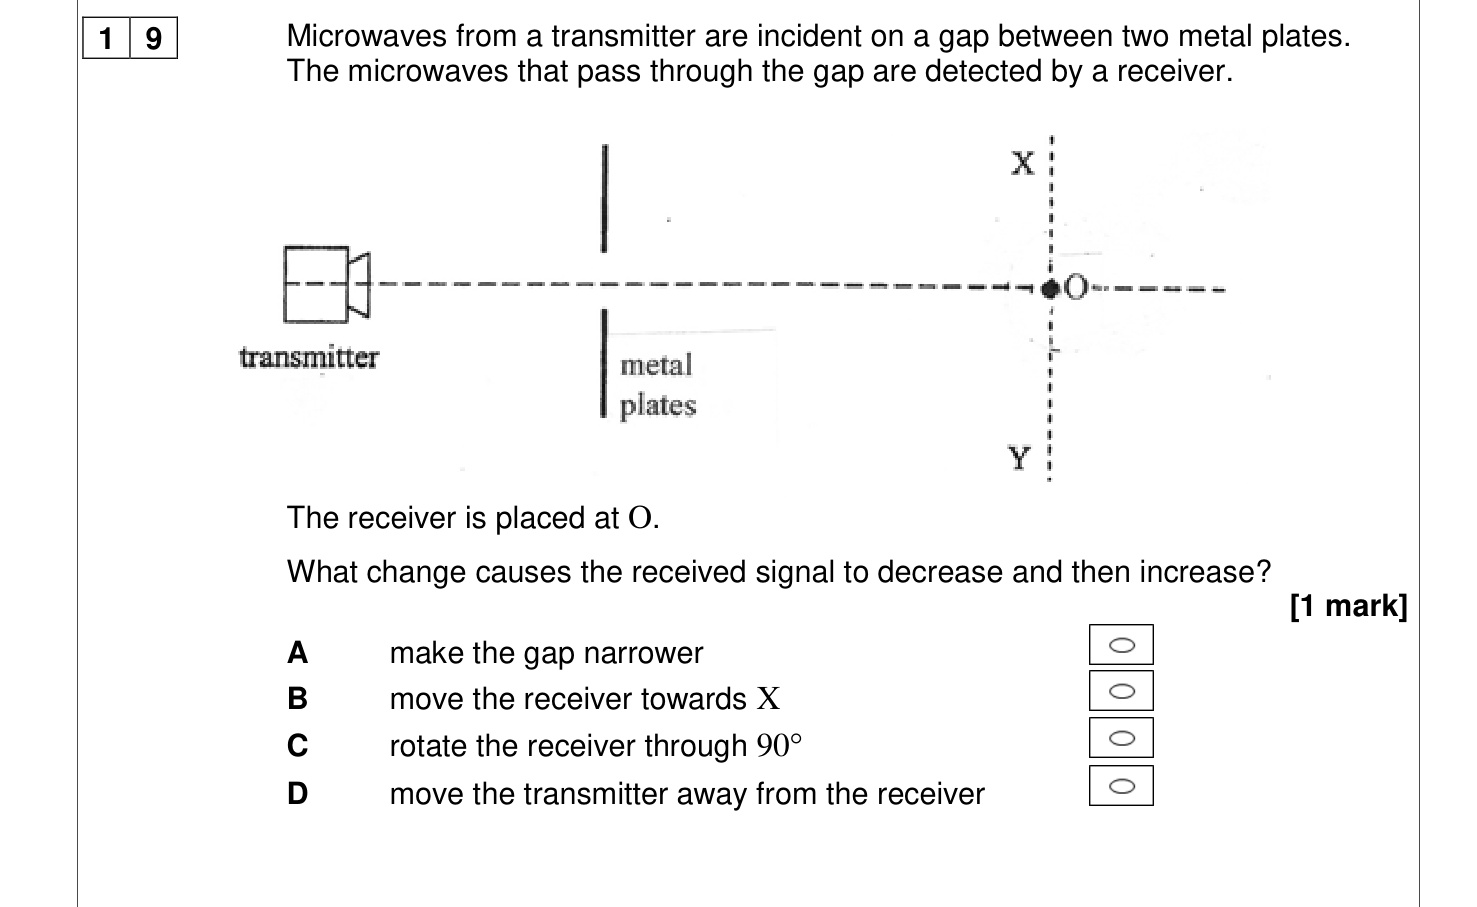 1 9
Microwaves from a transmitter are incident on a gap between two metal plates.
The microwaves that pass through the gap are detected by a receiver.
X
O
transmitter
metal
plates
Y
The receiver is placed at O.
What change causes the received signal to decrease and then increase?
[1 mark]
A make the gap narrower
B move the receiver towards X
C rotate the receiver through 90°
D move the transmitter away from the receiver